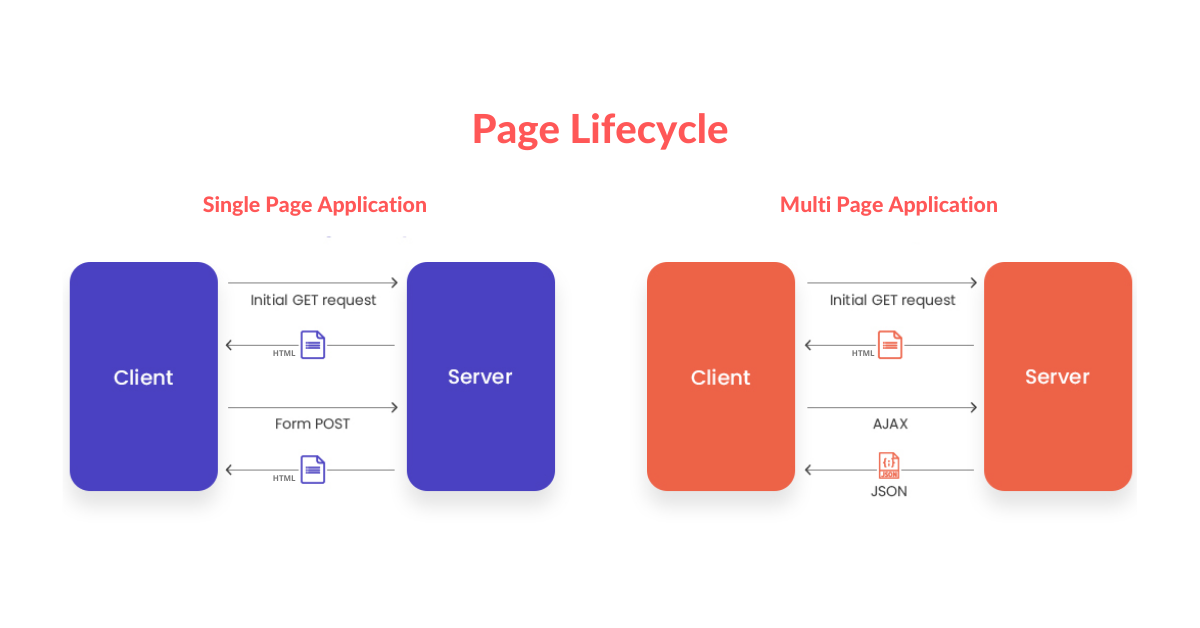 Page Lifecycle
Single Page Application
Client
Initial GET request
HTML
Form POST
HTML
Server
Multi Page Application
Client
Initial GET request
HTML
AJAX
JSON
JSON
Server